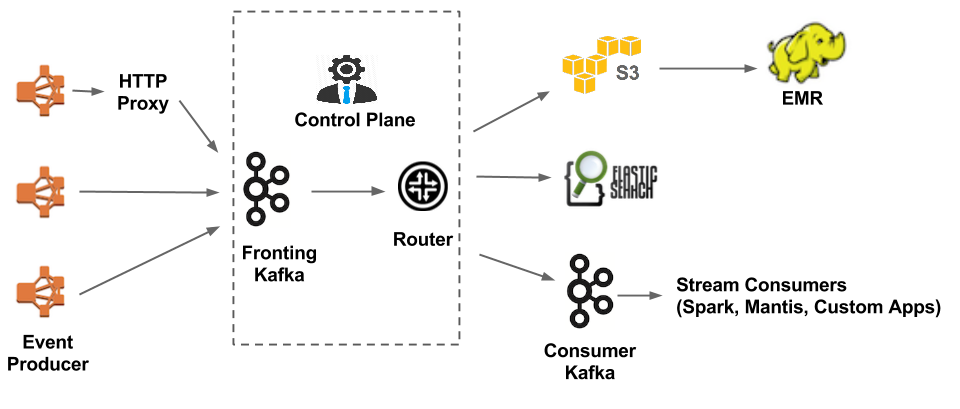 HTTP
Proxy
Event
Producer
Control Plane
Fronting
Kafka
Router
S3
EMR
ELASTIC
SEARCH
Consumer
Kafka
Stream Consumers
(Spark, Mantis, Custom Apps)